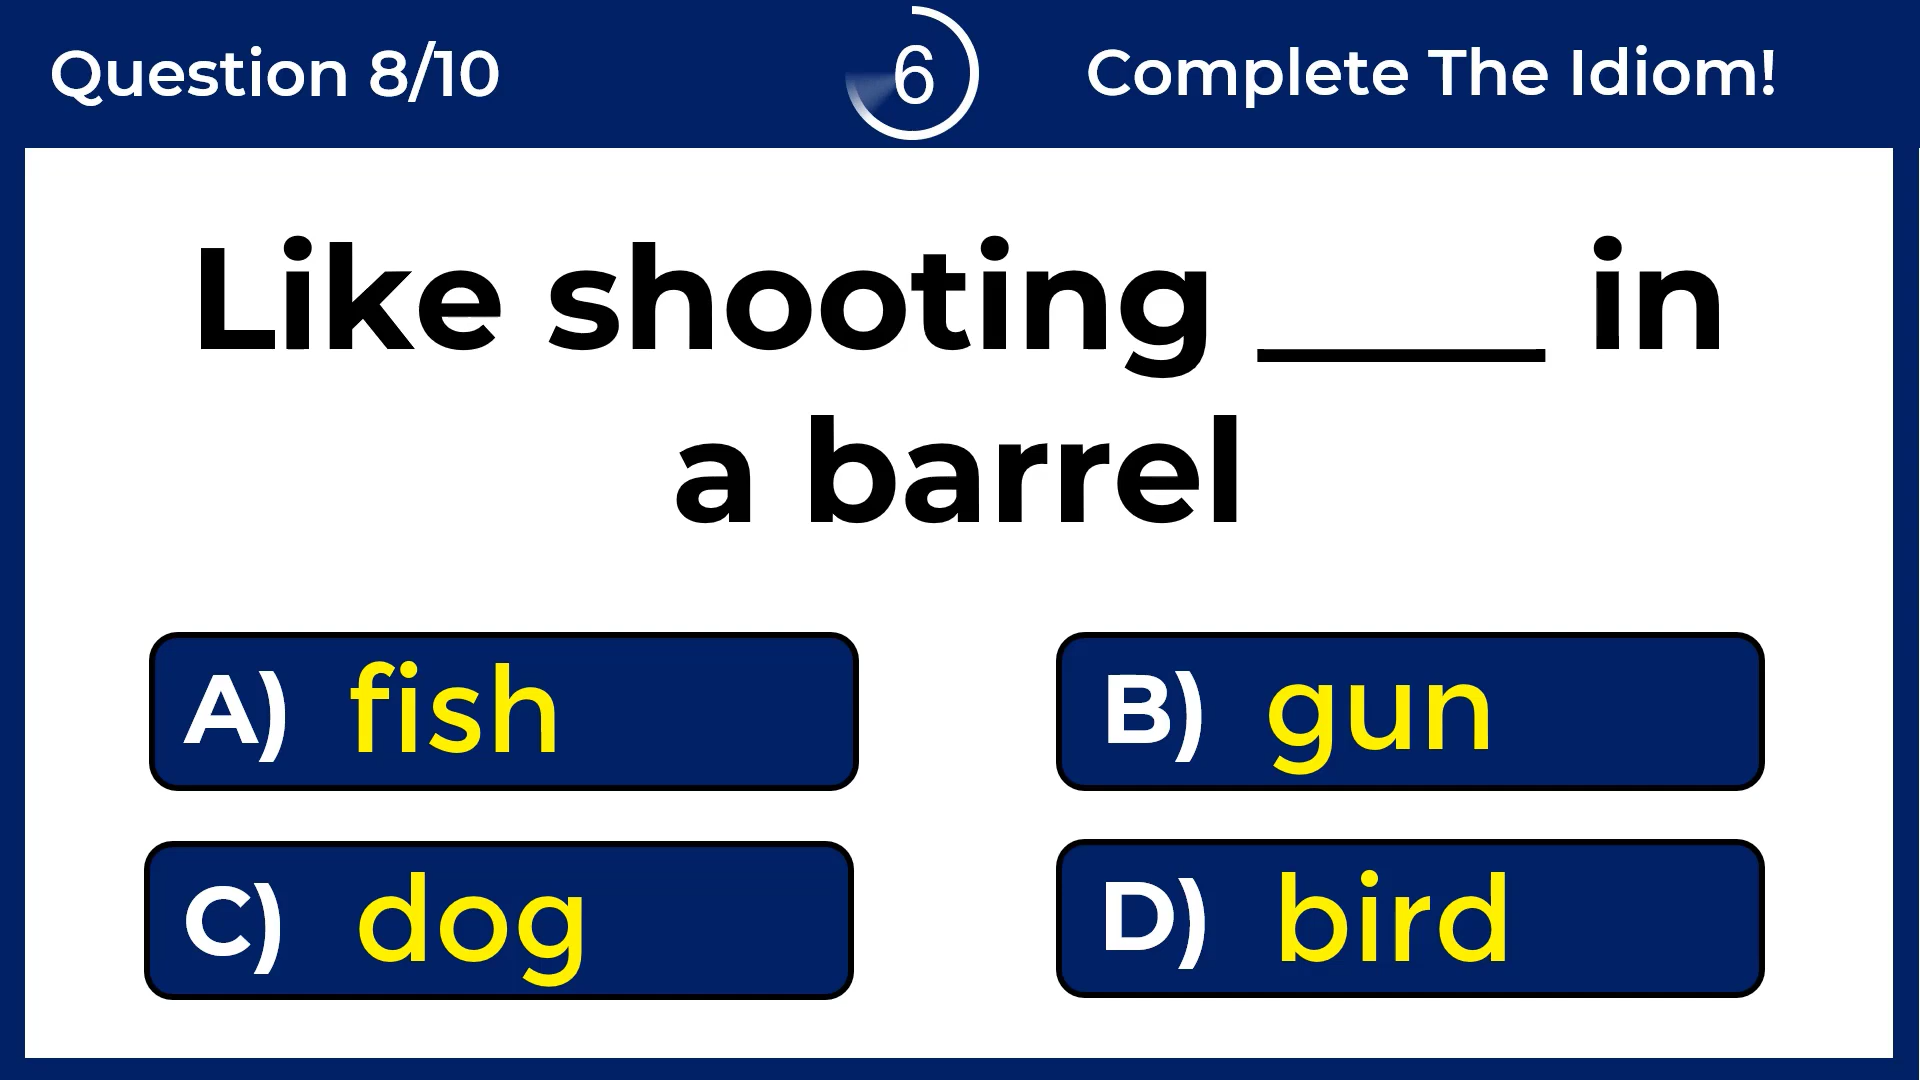 Question 8/10
6
Complete The Idiom!
Like shooting ____ in
a barrel
A) fish
B) gun
C) dog
D) bird